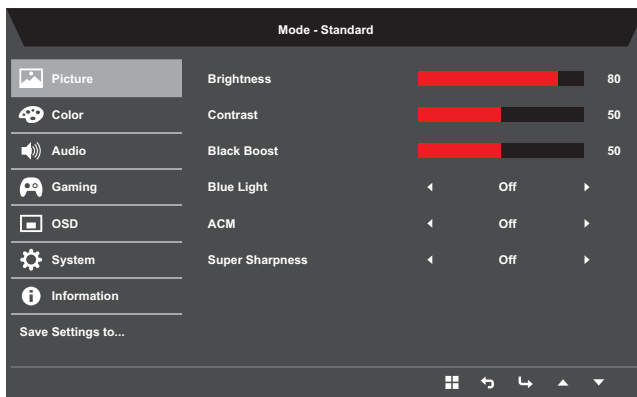 Mode - Standard
Picture
Brightness 80
Color
Contrast 50
Audio
Black Boost 50
Gaming
Blue Light Off
OSD
ACM Off
System
Super Sharpness Off
Information
Save Settings to...